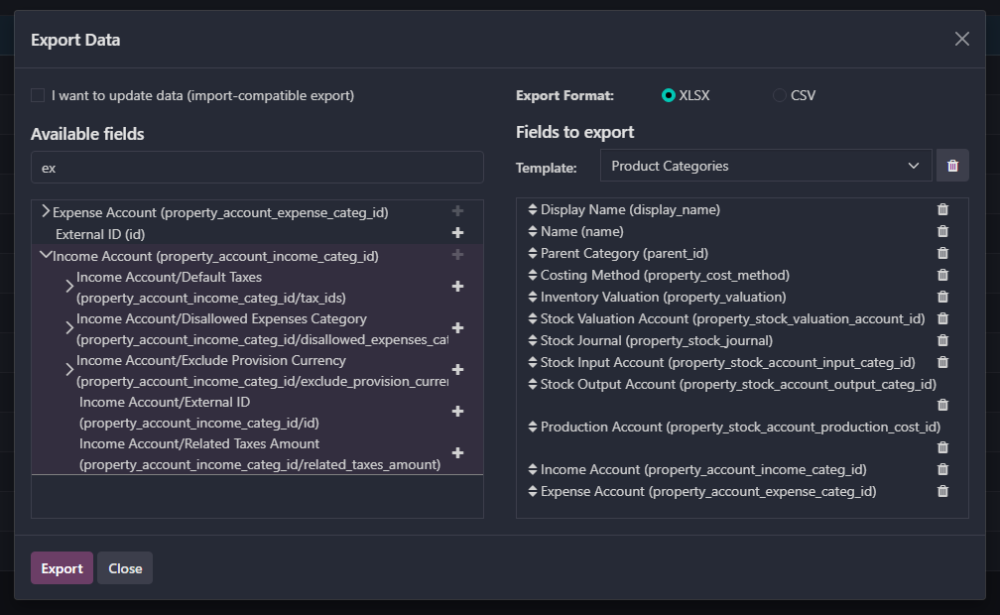 Export Data
I want to update data (import-compatible export)
Export Format:
XLSX
CSV
Available fields
Fields to export
ex
Template:
Product Categories
Expense Account (property_account_expense_categ_id)
External ID (id)
Income Account (property_account_income_categ_id)
Income Account/Default Taxes
(property_account_income_categ_id/tax_ids)
Income Account/Disallowed Expenses Category
(property_account_income_categ_id/disallowed_expenses_cat
Income Account/Exclude Provision Currency
(property_account_income_categ_id/exclude_provision_curre
Income Account/External ID
(property_account_income_categ_id/id)
Income Account/Related Taxes Amount
(property_account_income_categ_id/related_taxes_amount)
Display Name (display_name)
Name (name)
Parent Category (parent_id)
Costing Method (property_cost_method)
Inventory Valuation (property_valuation)
Stock Valuation Account (property_stock_valuation_account_id)
Stock Journal (property_stock_journal)
Stock Input Account (property_stock_account_input_categ_id)
Stock Output Account (property_stock_account_output_categ_id)
Production Account (property_stock_account_production_cost_id)
Income Account (property_account_income_categ_id)
Expense Account (property_account_expense_categ_id)
Export
Close